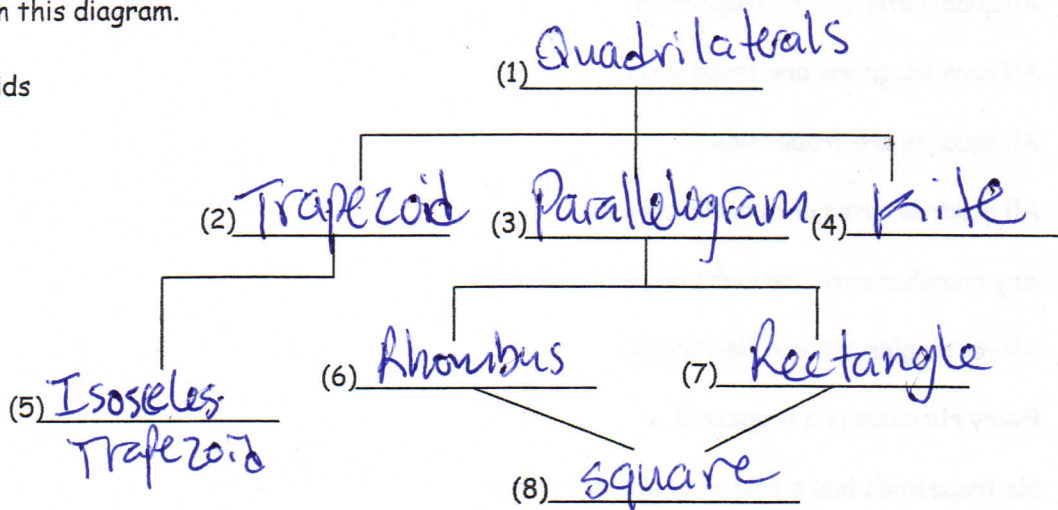 n this diagram.
(1) Quadrilaterals
ids
(2) Trapezoid (3) Parallelogram (4) Kite
(6) Rhombus (7) Rectangle
(5) Isoseles
Trapezoid
(8) square